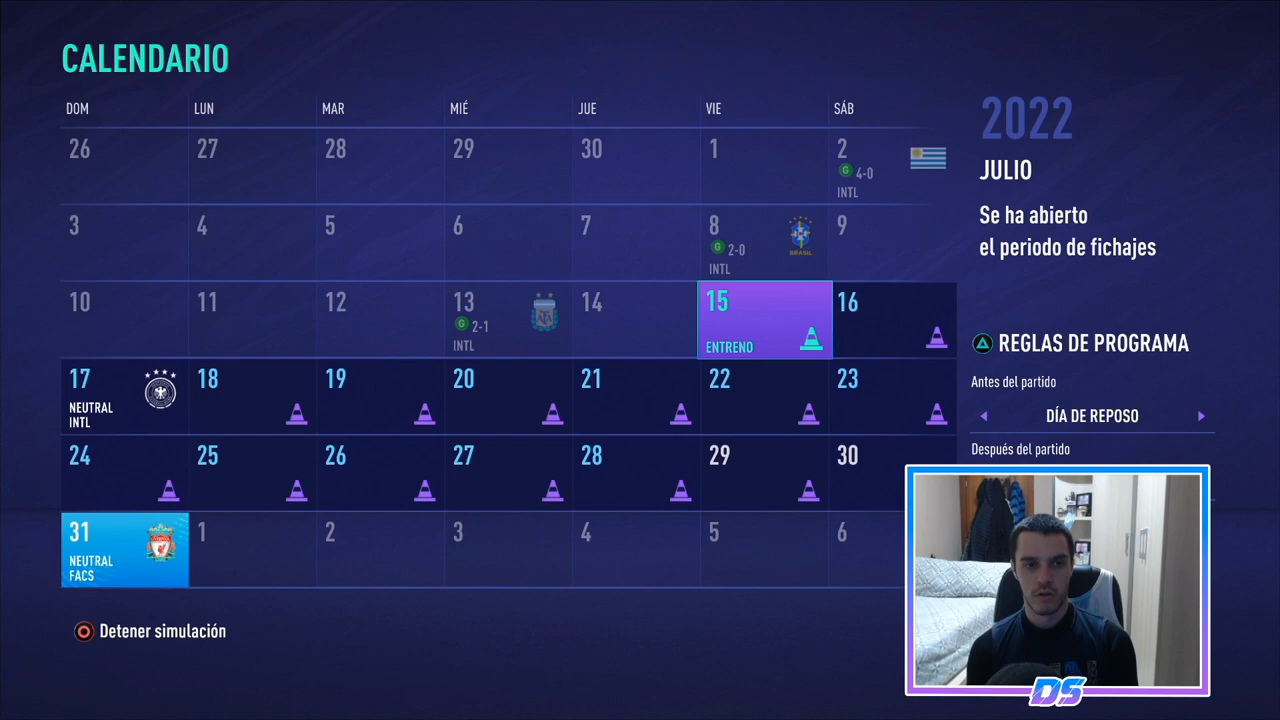 CALENDARIO
DOM LUN MAR MIÉ JUE VIE SÁB
26 27 28 29 30 1 2
G 4-0
INTL
3 4 5 6 7 8 9
G 2-0
INTL
BRASIL
10 11 12 13 14 15 16
G 2-1
INTL
AFA
ENTRENO
17 18 19 20 21 22 23
NEUTRAL
INTL
24 25 26 27 28 29 30
31 1 2 3 4 5 6
NEUTRAL
FACS
Detener simulación
2022
JULIO
Se ha abierto
el periodo de fichajes
REGLAS DE PROGRAMA
Antes del partido
DÍA DE REPOSO
Después del partido
DS